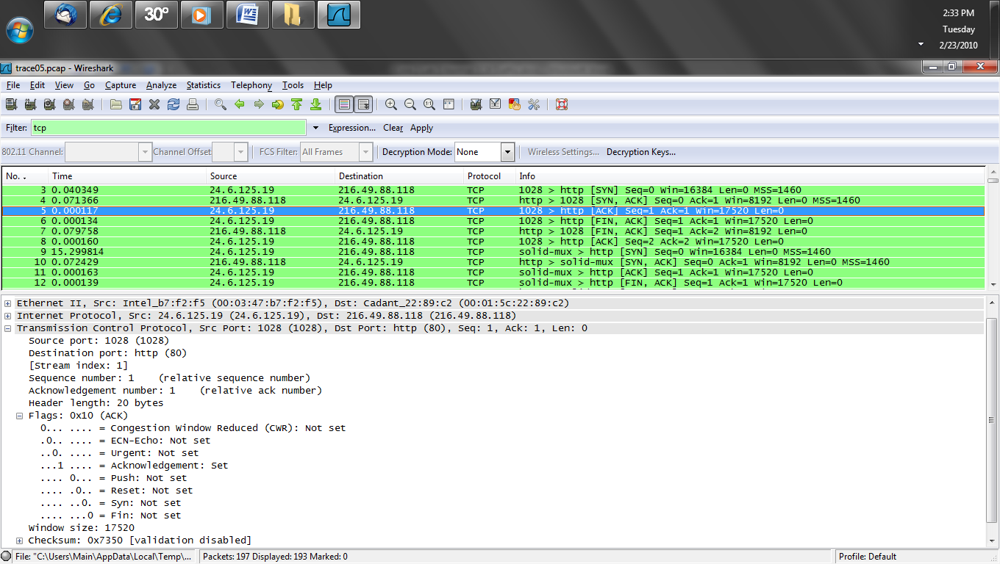 30°
2:33 PM
Tuesday
2/23/2010
trace05.pcap - Wireshark
File Edit View Go Capture Analyze Statistics Telephony Tools Help
Filter: tcp Expression... Clear Apply
802.11 Channel: Channel Offset FCS Filter: All Frames Decryption Mode: None Wireless Settings... Decryption Keys...
No. . Time Source Destination Protocol Info
3 0.040349 24.6.125.19 216.49.88.118 TCP 1028 > http [SYN] Seq=0 Win=16384 Len=0 MSS=1460
4 0.071366 216.49.88.118 24.6.125.19 TCP http > 1028 [SYN, ACK] Seq=0 Ack=1 Win=8192 Len=0 MSS=1460
5 0.000117 24.6.125.19 216.49.88.118 TCP 1028 > http [ACK] Seq=1 Ack=1 Win=17520 Len=0
6 0.000134 24.6.125.19 216.49.88.118 TCP 1028 > http [FIN, ACK] Seq=1 Ack=1 Win=17520 Len=0
7 0.079758 216.49.88.118 24.6.125.19 TCP http > 1028 [FIN, ACK] Seq=1 Ack=2 Win=8192 Len=0
8 0.000160 24.6.125.19 216.49.88.118 TCP 1028 > http [ACK] Seq=2 Ack=2 Win=17520 Len=0
9 15.299814 24.6.125.19 216.49.88.118 TCP solid-mux > http [SYN] Seq=0 Win=16384 Len=0 MSS=1460
10 0.072429 216.49.88.118 24.6.125.19 TCP http > solid-mux [SYN, ACK] Seq=0 Ack=1 Win=8192 Len=0 MSS=1460
11 0.000163 24.6.125.19 216.49.88.118 TCP solid-mux > http [ACK] Seq=1 Ack=1 Win=17520 Len=0
12 0.000139 24.6.125.19 216.49.88.118 TCP solid-mux > http [FIN, ACK] Seq=1 Ack=1 Win=17520 Len=0
Ethernet II, Src: Intel_b7:f2:f5 (00:03:47:b7:f2:f5), Dst: Cadant_22:89:c2 (00:01:5c:22:89:c2)
Internet Protocol, Src: 24.6.125.19 (24.6.125.19), Dst: 216.49.88.118 (216.49.88.118)
Transmission Control Protocol, Src Port: 1028 (1028), Dst Port: http (80), Seq: 1, Ack: 1, Len: 0
Source port: 1028 (1028)
Destination port: http (80)
[Stream index: 1]
Sequence number: 1 (relative sequence number)
Acknowledgement number: 1 (relative ack number)
Header length: 20 bytes
Flags: 0x10 (ACK)
0... .... = Congestion Window Reduced (CWR): Not set
.0.. .... = ECN-Echo: Not set
..0. .... = Urgent: Not set
...1 .... = Acknowledgement: Set
.... 0... = Push: Not set
.... .0.. = Reset: Not set
.... ..0. = Syn: Not set
.... ...0 = Fin: Not set
Window size: 17520
Checksum: 0x7350 [validation disabled]
File: "C:\Users\Main\AppData\Local\Temp\... Packets: 197 Displayed: 193 Marked: 0 Profile: Default